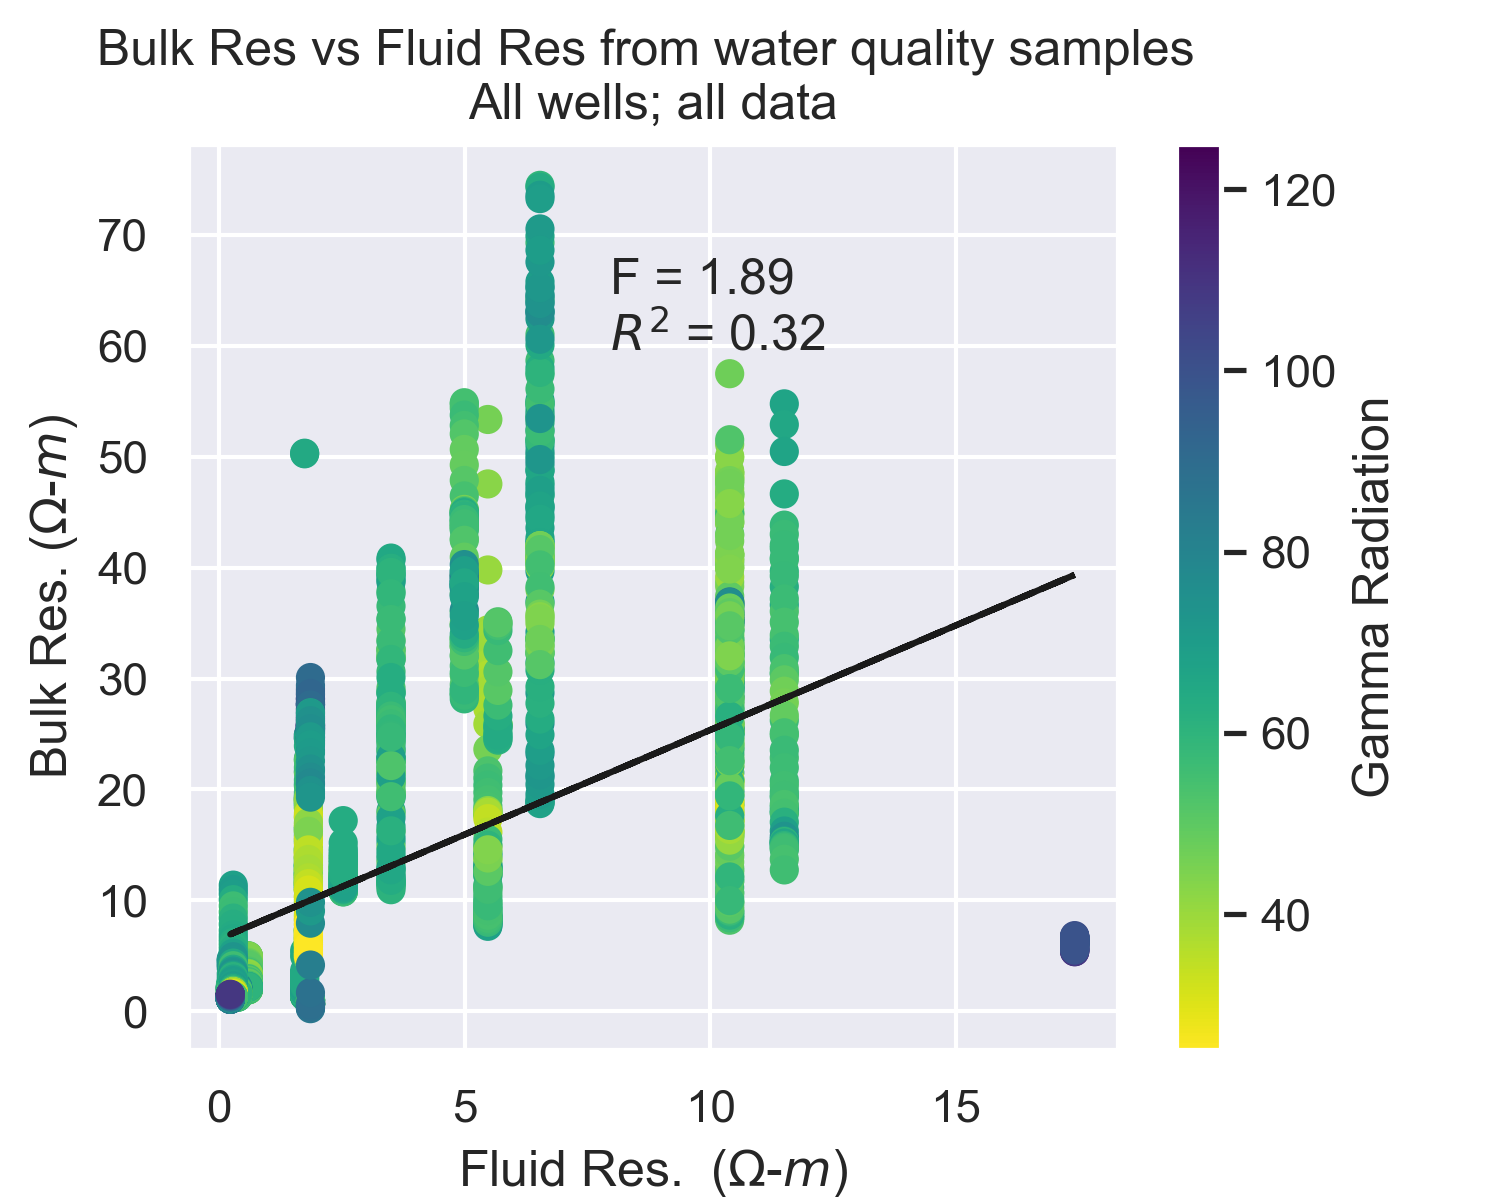 Bulk Res vs Fluid Res from water quality samples
All wells; all data
F = 1.89
R² = 0.32
70
60
50
40
30
20
10
0
Bulk Res. (Ω-m)
0 5 10 15
Fluid Res. (Ω-m)
120
100
80
60
40
Gamma Radiation